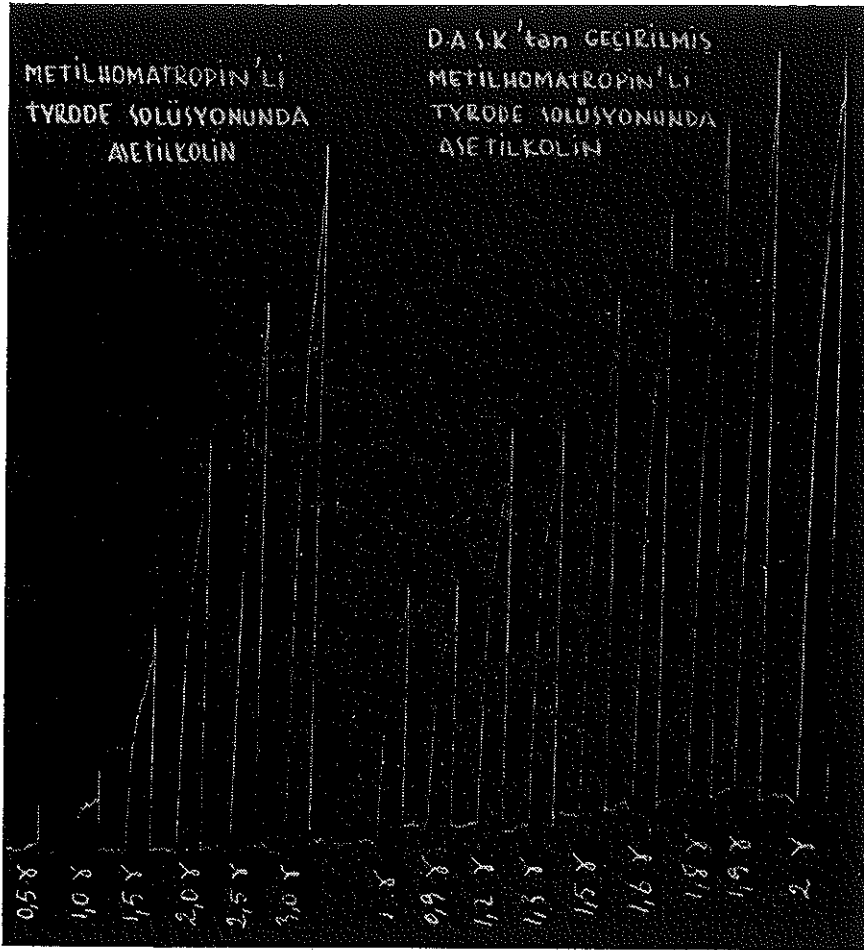 METİLHOMATROPİN'Lİ
TYRODE SOLÜSYONUNDA
ASETİLKOLİN
D.A.S.K'tan GEÇİRİLMİŞ
METİLHOMATROPİN'Lİ
TYRODE SOLÜSYONUNDA
ASETİLKOLİN
0,5 γ
1,0 γ
1,5 γ
2,0 γ
2,5 γ
3,0 γ
1 γ
0,9 γ
1,2 γ
1,3 γ
1,5 γ
1,6 γ
1,8 γ
1,9 γ
2 γ